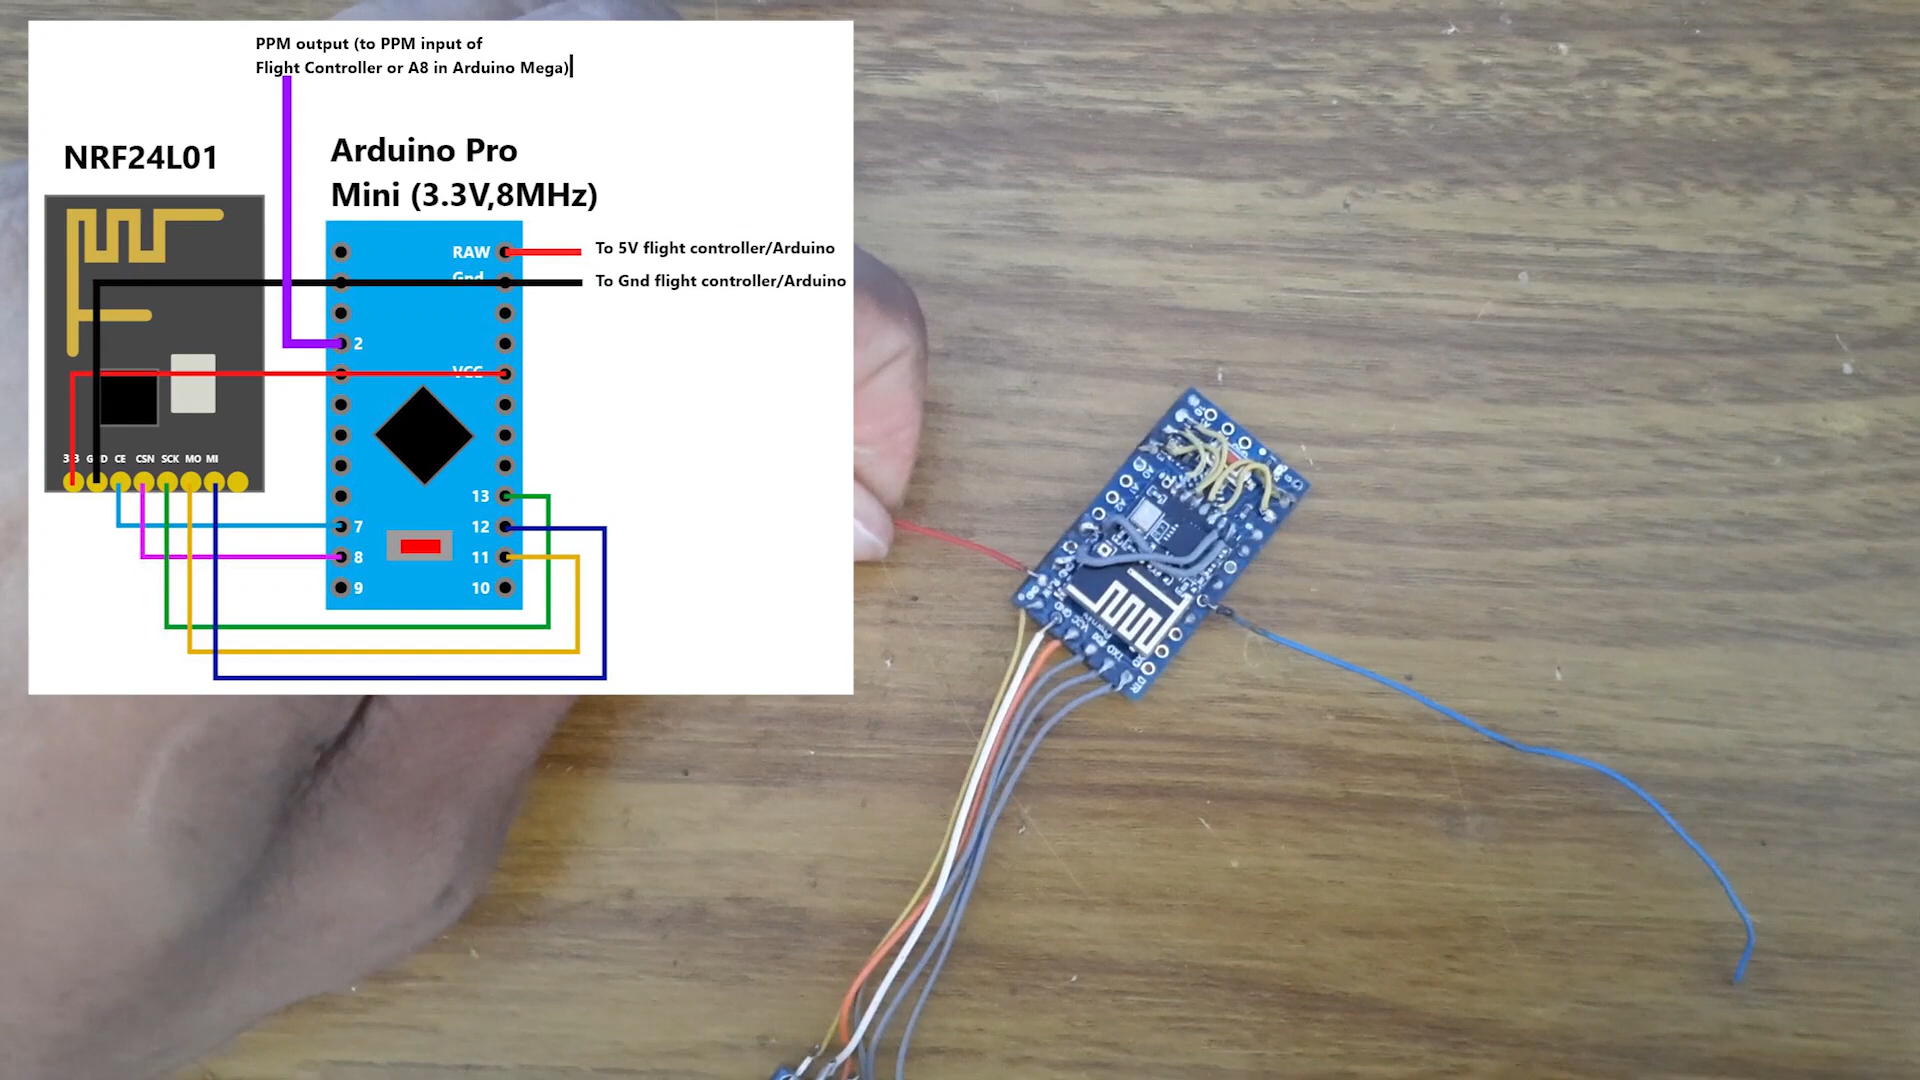 PPM output (to PPM input of
Flight Controller or A8 in Arduino Mega)
NRF24L01
Arduino Pro
Mini (3.3V,8MHz)
RAW
To 5V flight controller/Arduino
Gnd
To Gnd flight controller/Arduino
2
VCC
CE CSN SCK MO MI
13
7 12
8 11
9 10